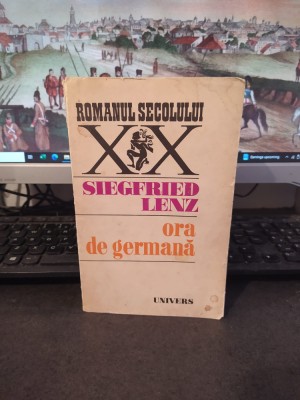 ROMANUL SECOLULUI
XX
SIEGFRIED
LENZ
ora
de germană
UNIVERS